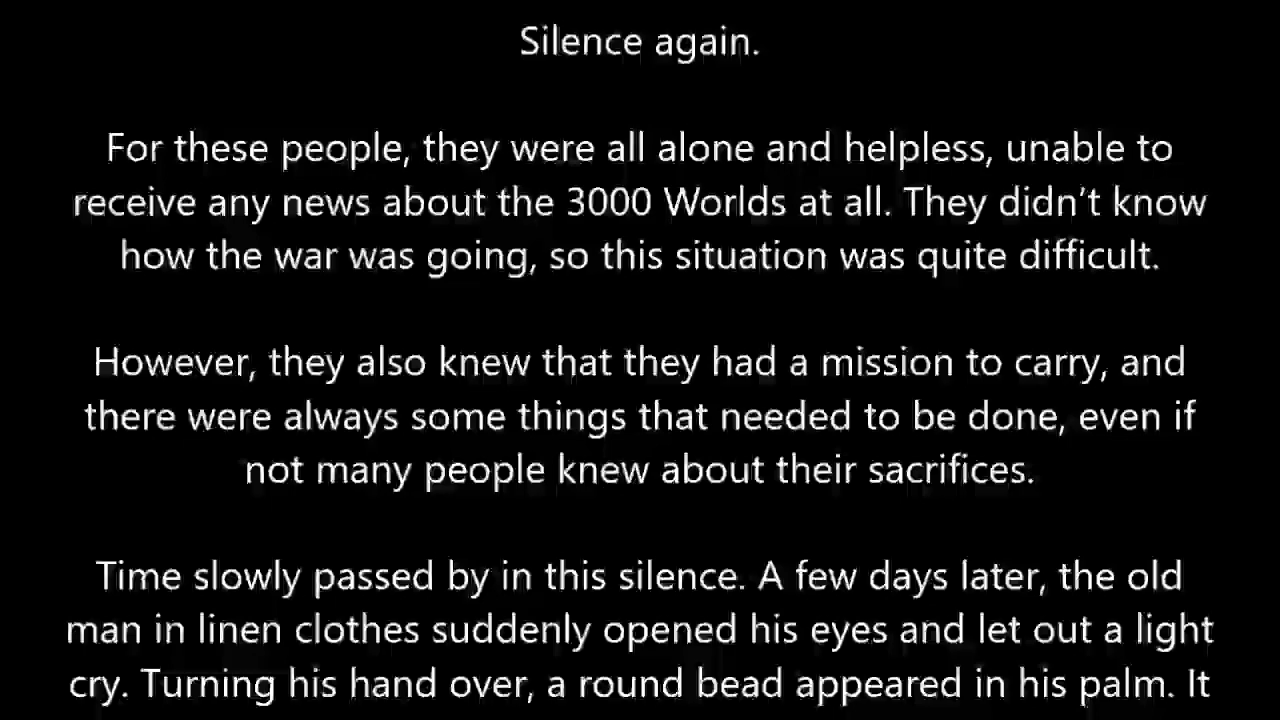 Silence again.
For these people, they were all alone and helpless, unable to
receive any news about the 3000 Worlds at all. They didn’t know
how the war was going, so this situation was quite difficult.
However, they also knew that they had a mission to carry, and
there were always some things that needed to be done, even if
not many people knew about their sacrifices.
Time slowly passed by in this silence. A few days later, the old
man in linen clothes suddenly opened his eyes and let out a light
cry. Turning his hand over, a round bead appeared in his palm. It